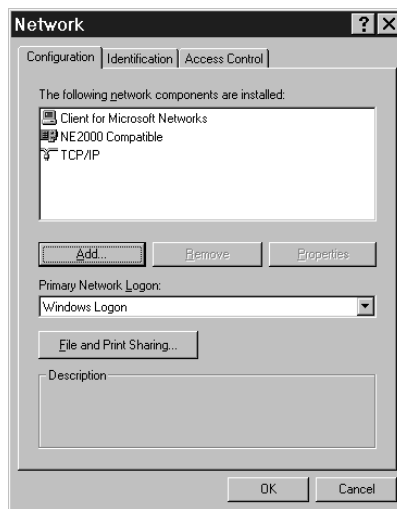 Network
Configuration Identification Access Control
The following network components are installed:
Client for Microsoft Networks
NE2000 Compatible
TCP/IP
Add... Remove Properties
Primary Network Logon:
Windows Logon
File and Print Sharing...
Description
OK Cancel